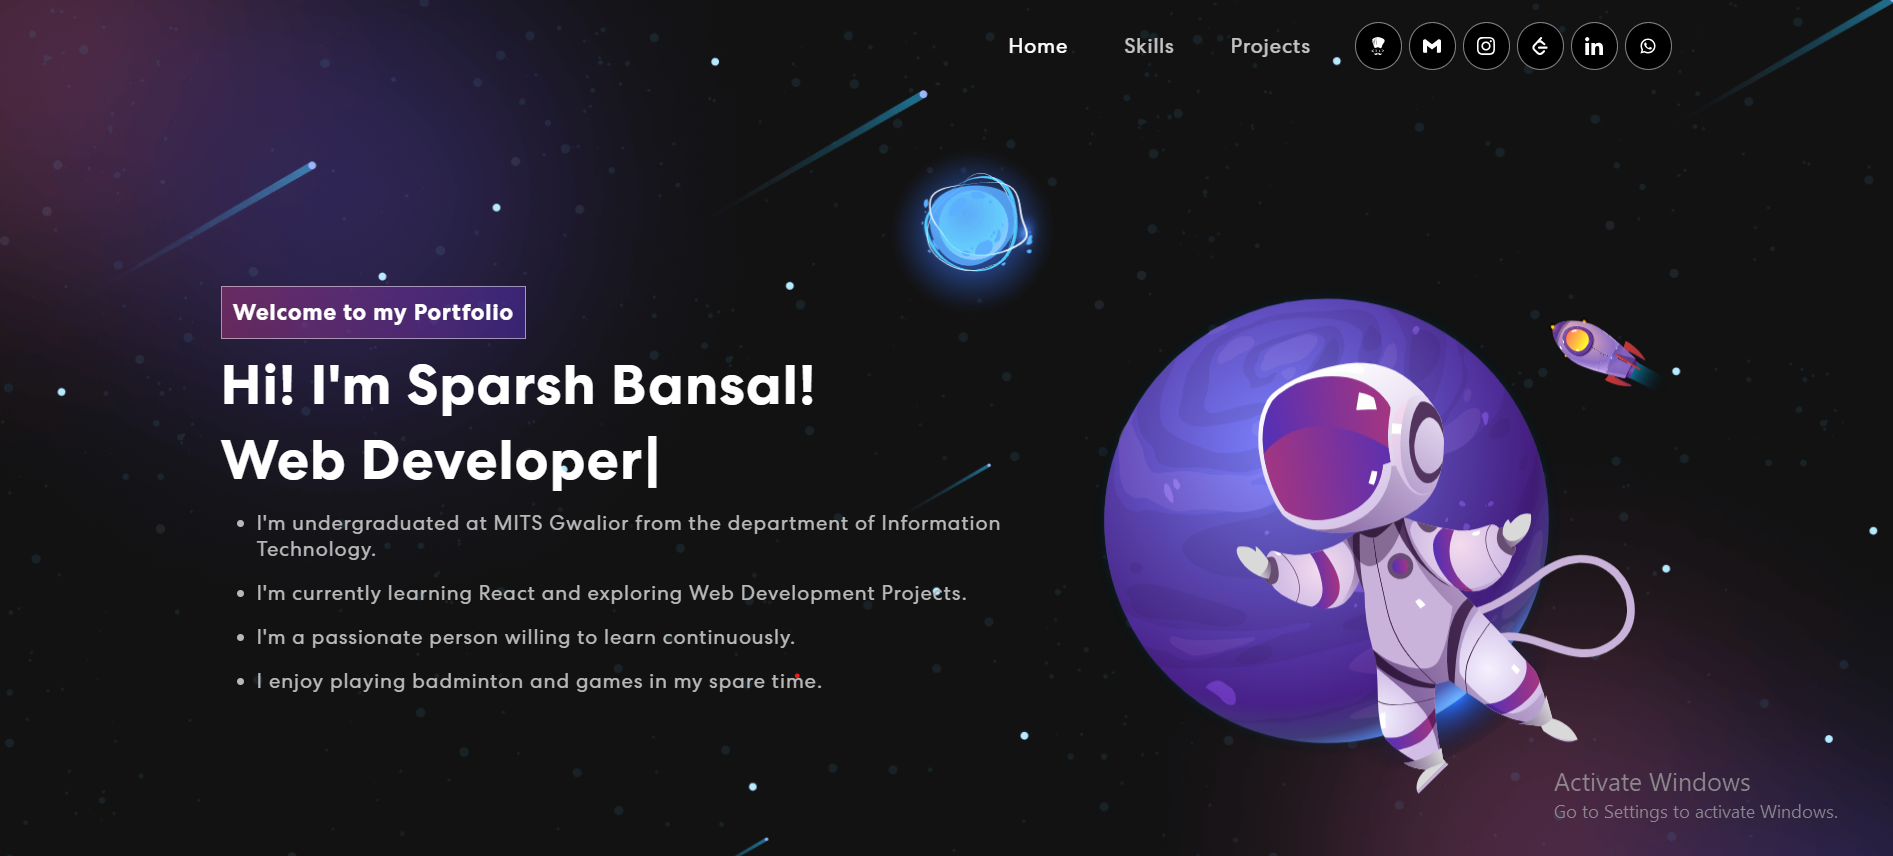 Home Skills Projects
Welcome to my Portfolio
Hi! I'm Sparsh Bansal!
Web Developer|
I'm undergraduated at MITS Gwalior from the department of Information
Technology.
I'm currently learning React and exploring Web Development Projects.
I'm a passionate person willing to learn continuously.
I enjoy playing badminton and games in my spare time.
Activate Windows
Go to Settings to activate Windows.